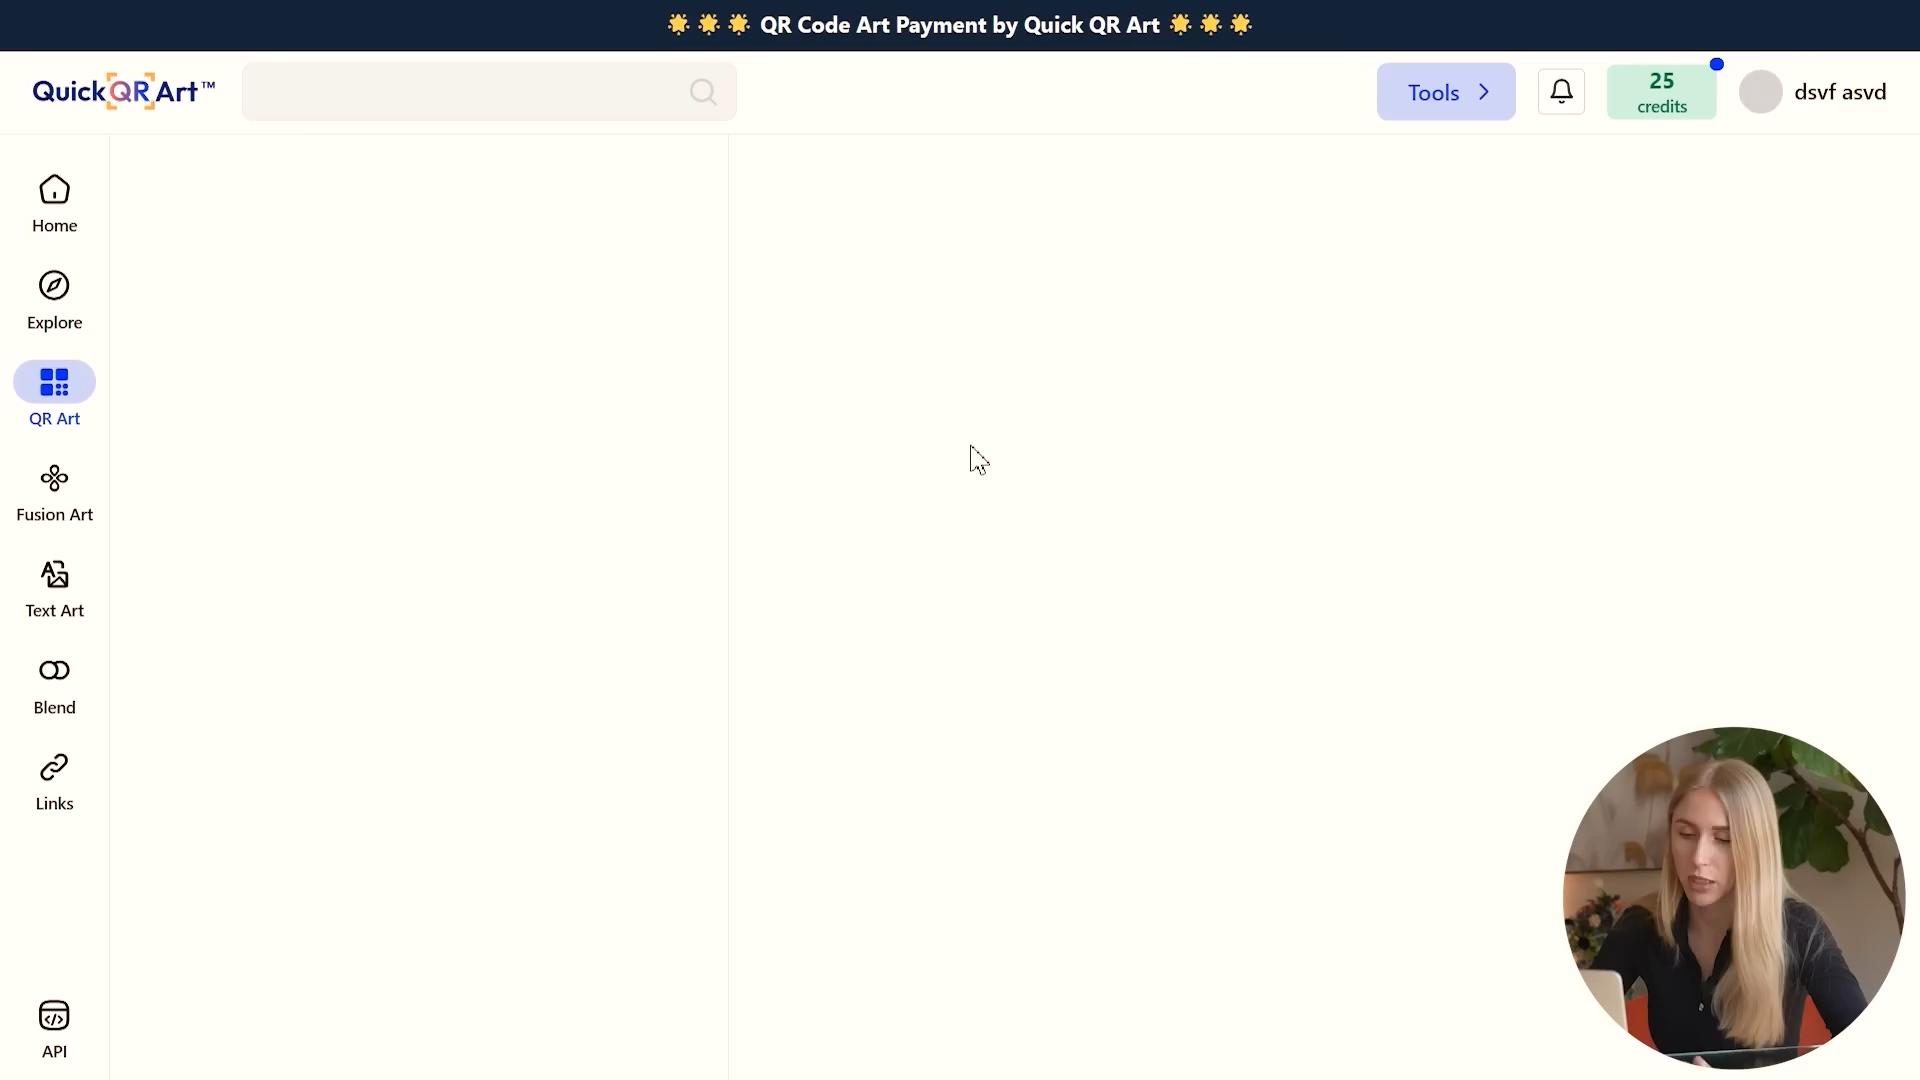 🌟 🌟 🌟 QR Code Art Payment by Quick QR Art 🌟 🌟 🌟
QuickQRArt™
Tools
25
credits
dsvf asvd
Home
Explore
QR Art
Fusion Art
Text Art
Blend
Links
API